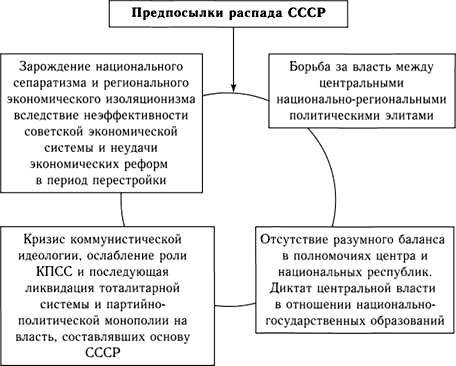 Предпосылки распада СССР
Зарождение национального
сепаратизма и регионального
экономического изоляционизма
вследствие неэффективности
советской экономической
системы и неудачи
экономических реформ
в период перестройки
Борьба за власть между
центральными
национально-региональными
политическими элитами
Кризис коммунистической
идеологии, ослабление роли
КПСС и последующая
ликвидация тоталитарной
системы и партийно-
политической монополии на
власть, составлявших основу
СССР
Отсутствие разумного баланса
в полномочиях центра и
национальных республик.
Диктат центральной власти
в отношении национально-
государственных образований